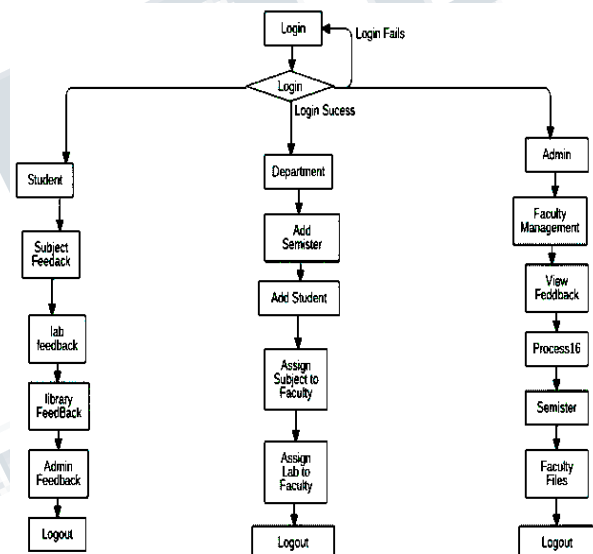 Login
Login Fails
Login
Login Sucess
Student
Subject
Feedack
lab
feedback
library
FeedBack
Admin
Feedback
Logout
Department
Add
Semister
Add Student
Assign
Subject to
Faculty
Assign
Lab to
Faculty
Logout
Admin
Faculty
Management
View
Feddback
Process16
Semister
Faculty
Files
Logout